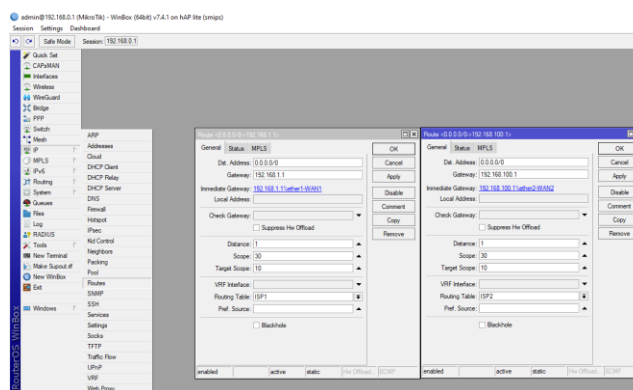 admin@192.168.0.1 (MikroTik) - WinBox (64bit) v7.4.1 on hAP lite (smips)
Session Settings Dashboard
Safe Mode Session: 192.168.0.1
Quick Set
CAPsMAN
Interfaces
Wireless
WireGuard
Bridge
PPP
Switch
Mesh
IP
MPLS
IPv6
Routing
System
Queues
Files
Log
RADIUS
Tools
New Terminal
Make Supout.rif
New WinBox
Exit
Windows
RouterOS WinBox
ARP
Addresses
Cloud
DHCP Client
DHCP Relay
DHCP Server
DNS
Firewall
Hotspot
IPsec
Kid Control
Neighbors
Packing
Pool
Routes
SNMP
SSH
Services
Settings
Socks
TFTP
Traffic Flow
UPnP
VRF
Web Proxy
Route <0.0.0.0/0->192.168.1.1>
General Status MPLS
Dst. Address: 0.0.0.0/0
Gateway: 192.168.1.1
Immediate Gateway: 192.168.1.1%ether1-WAN1
Local Address:
Check Gateway:
Suppress Hw Offload
Distance: 1
Scope: 30
Target Scope: 10
VRF Interface:
Routing Table: ISP1
Pref. Source:
Blackhole
OK
Cancel
Apply
Disable
Comment
Copy
Remove
enabled active static Hw Offload... ECMP
Route <0.0.0.0/0->192.168.100.1>
General Status MPLS
Dst. Address: 0.0.0.0/0
Gateway: 192.168.100.1
Immediate Gateway: 192.168.100.1%ether2-WAN2
Local Address:
Check Gateway:
Suppress Hw Offload
Distance: 1
Scope: 30
Target Scope: 10
VRF Interface:
Routing Table: ISP2
Pref. Source:
Blackhole
OK
Cancel
Apply
Disable
Comment
Copy
Remove
enabled active static Hw Offload